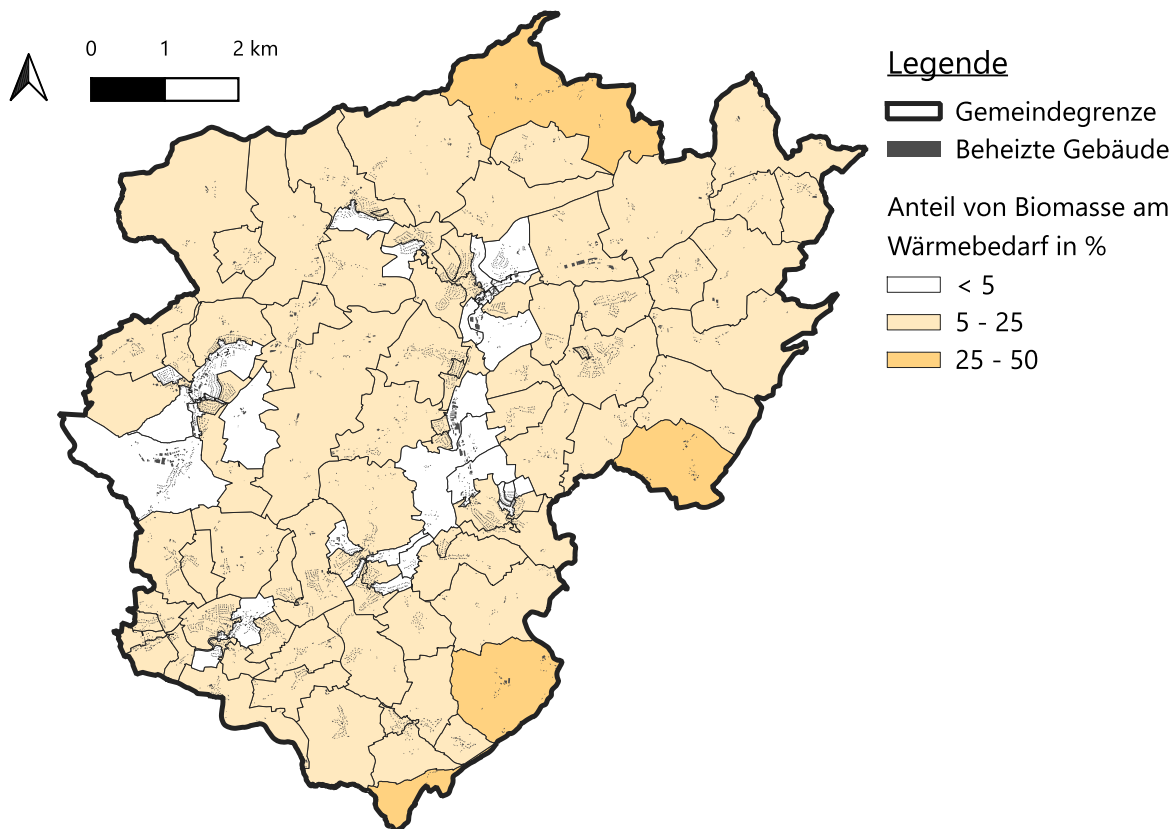 0 1 2 km
Legende
Gemeindegrenze
Beheizte Gebäude
Anteil von Biomasse am
Wärmebedarf in %
< 5
5 - 25
25 - 50